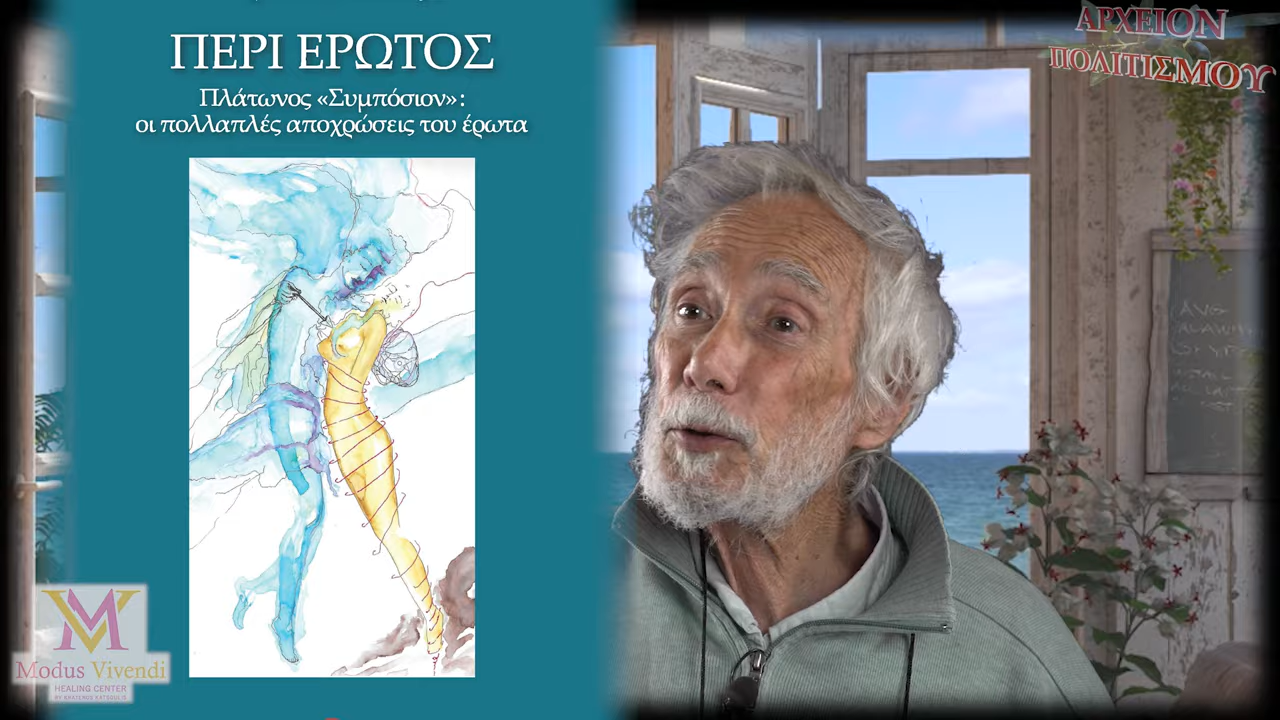 ΠΕΡΙ ΕΡΩΤΟΣ
Πλάτωνος «Συμπόσιον»:
οι πολλαπλές αποχρώσεις του έρωτα
ΑΡΧΕΙΟΝ
ΠΟΛΙΤΙΣΜΟΥ
Modus Vivendi
HEALING CENTER